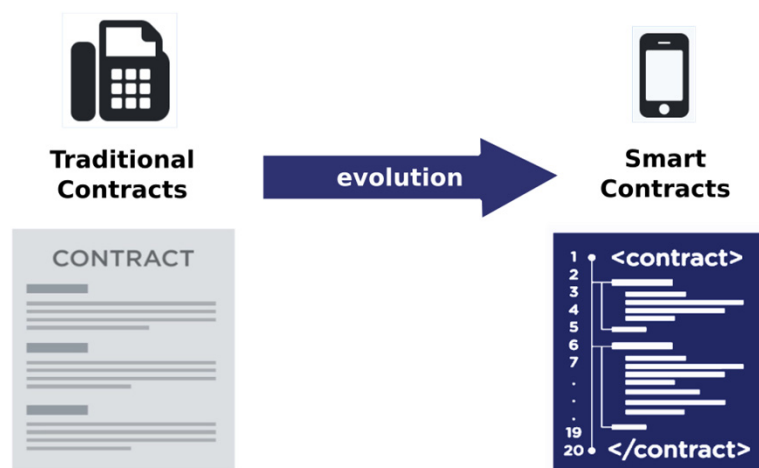 Traditional
Contracts
evolution
Smart
Contracts
CONTRACT
1 <contract>
2
3
4
5
6
7
.
.
.
19
20 </contract>